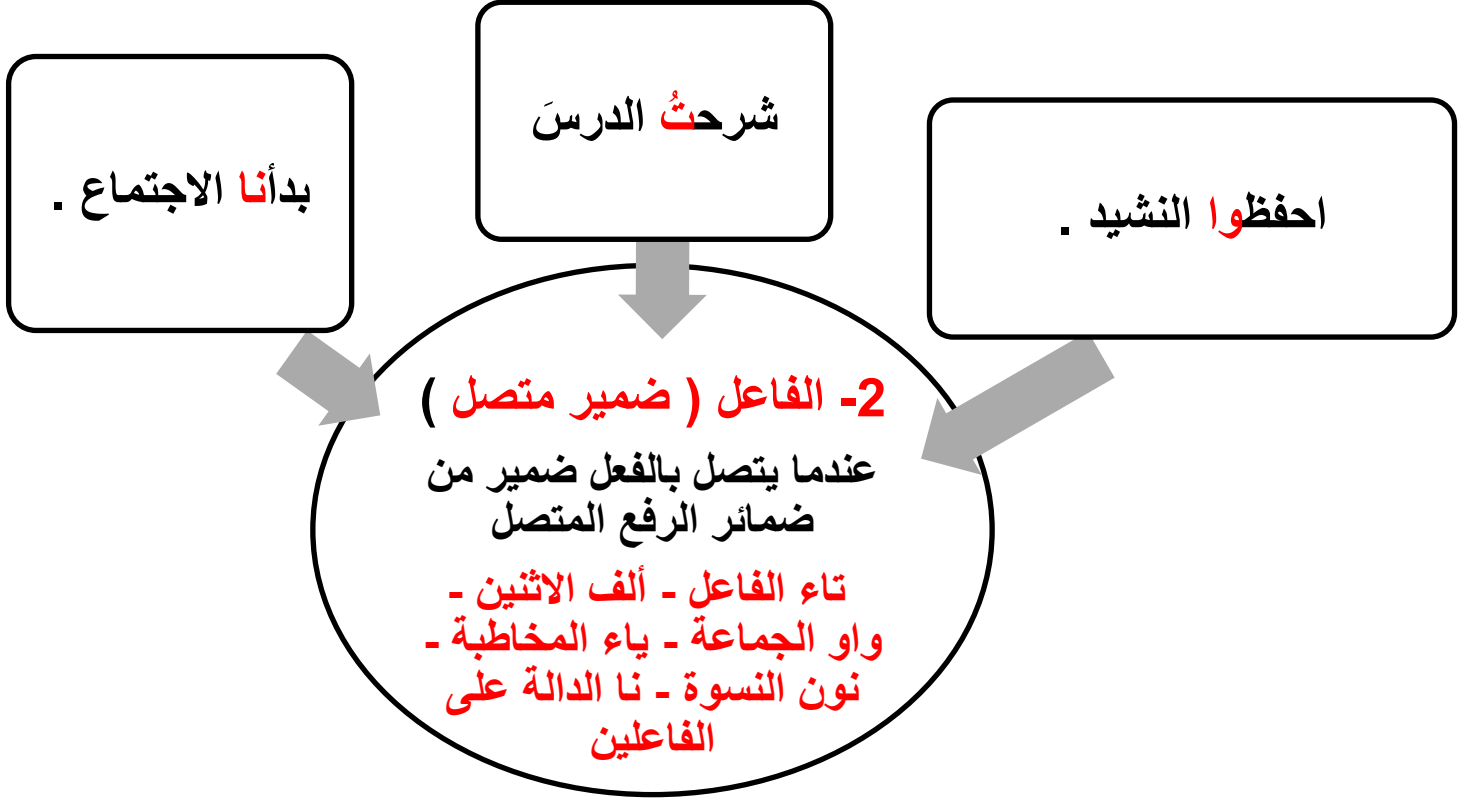 احفظوا النشيد .
شرحتُ الدرسَ
بدأنا الاجتماع .
2- الفاعل ( ضمير متصل )
عندما يتصل بالفعل ضمير من
ضمائر الرفع المتصل
تاء الفاعل - ألف الاثنين -
واو الجماعة - ياء المخاطبة -
نون النسوة - نا الدالة على
الفاعلين